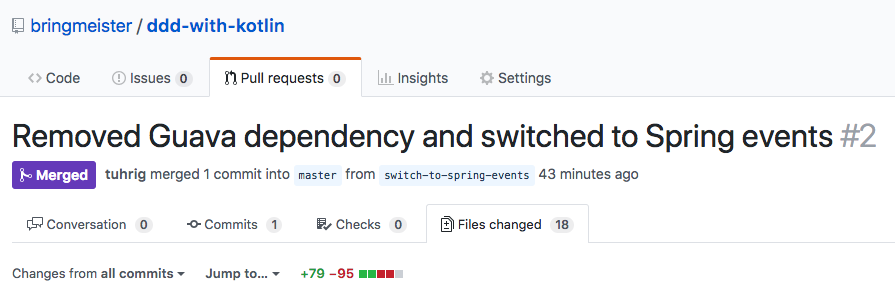 bringmeister / ddd-with-kotlin
Code Issues 0 Pull requests 0 Insights Settings
Removed Guava dependency and switched to Spring events #2
Merged tuhrig merged 1 commit into master from switch-to-spring-events 43 minutes ago
Conversation 0 Commits 1 Checks 0 Files changed 18
Changes from all commits Jump to... +79 −95